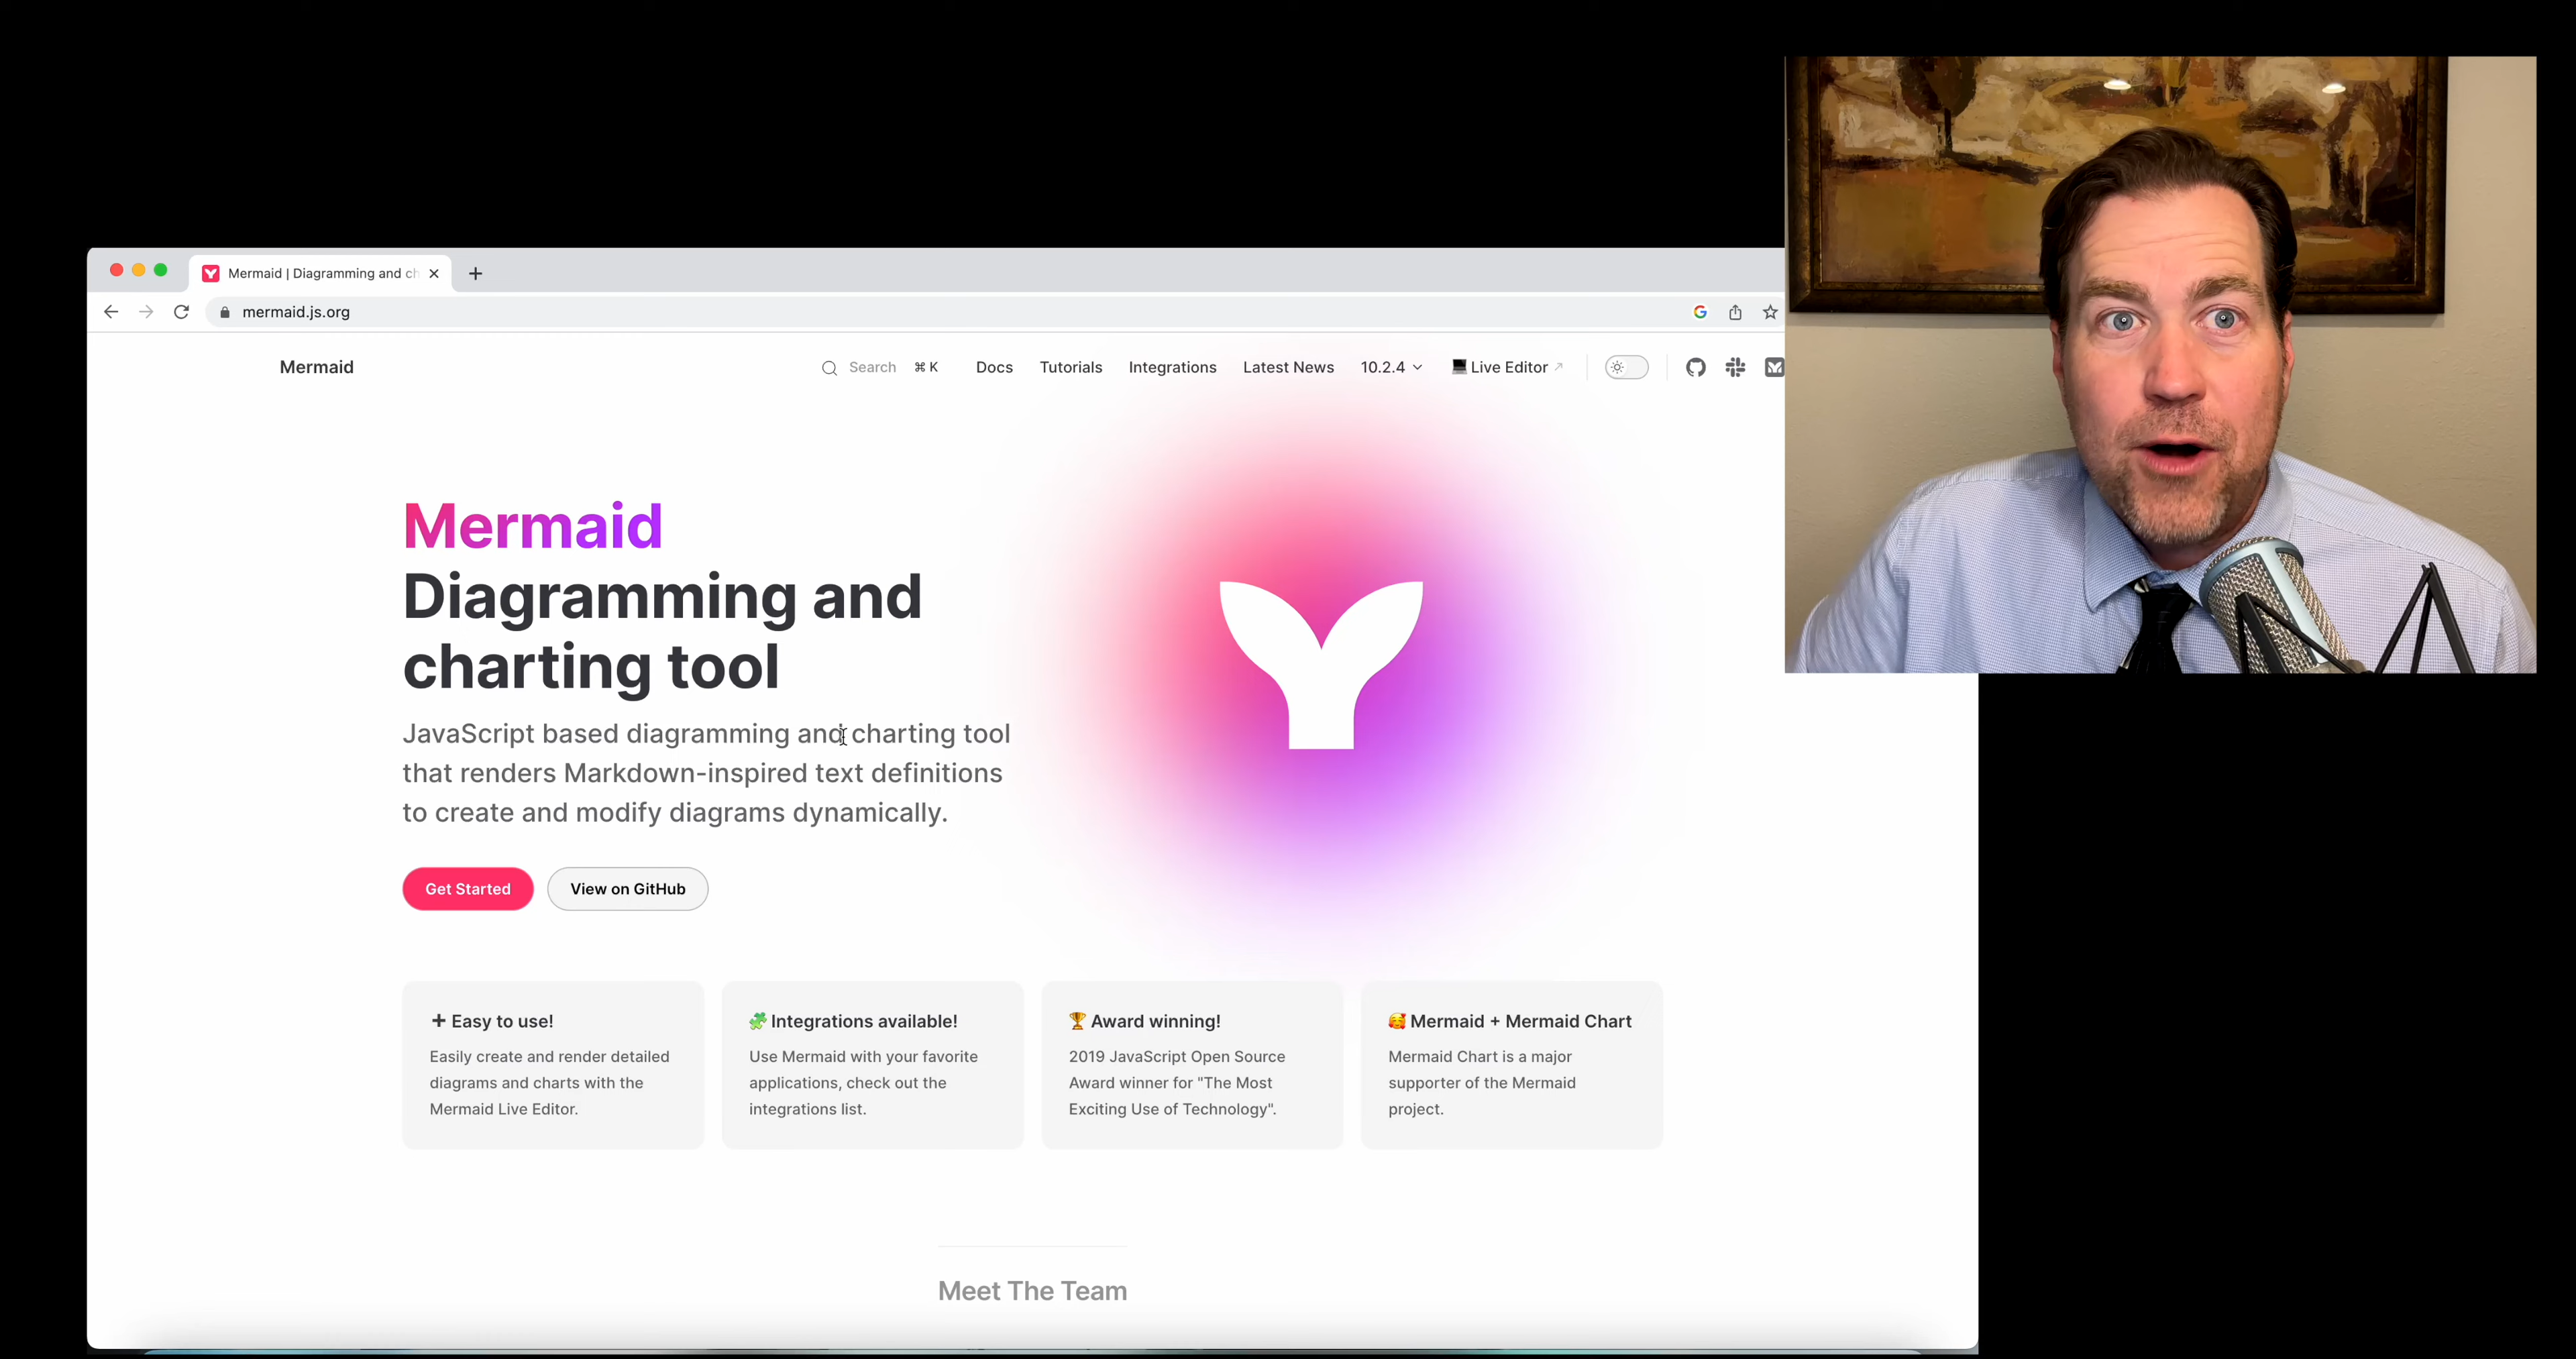 Mermaid | Diagramming and ch
mermaid.js.org
Mermaid
Search ⌘ K
Docs
Tutorials
Integrations
Latest News
10.2.4
Live Editor
Mermaid
Diagramming and
charting tool
JavaScript based diagramming and charting tool
that renders Markdown-inspired text definitions
to create and modify diagrams dynamically.
Get Started
View on GitHub
Easy to use!
Easily create and render detailed
diagrams and charts with the
Mermaid Live Editor.
Integrations available!
Use Mermaid with your favorite
applications, check out the
integrations list.
Award winning!
2019 JavaScript Open Source
Award winner for "The Most
Exciting Use of Technology".
Mermaid + Mermaid Chart
Mermaid Chart is a major
supporter of the Mermaid
project.
Meet The Team